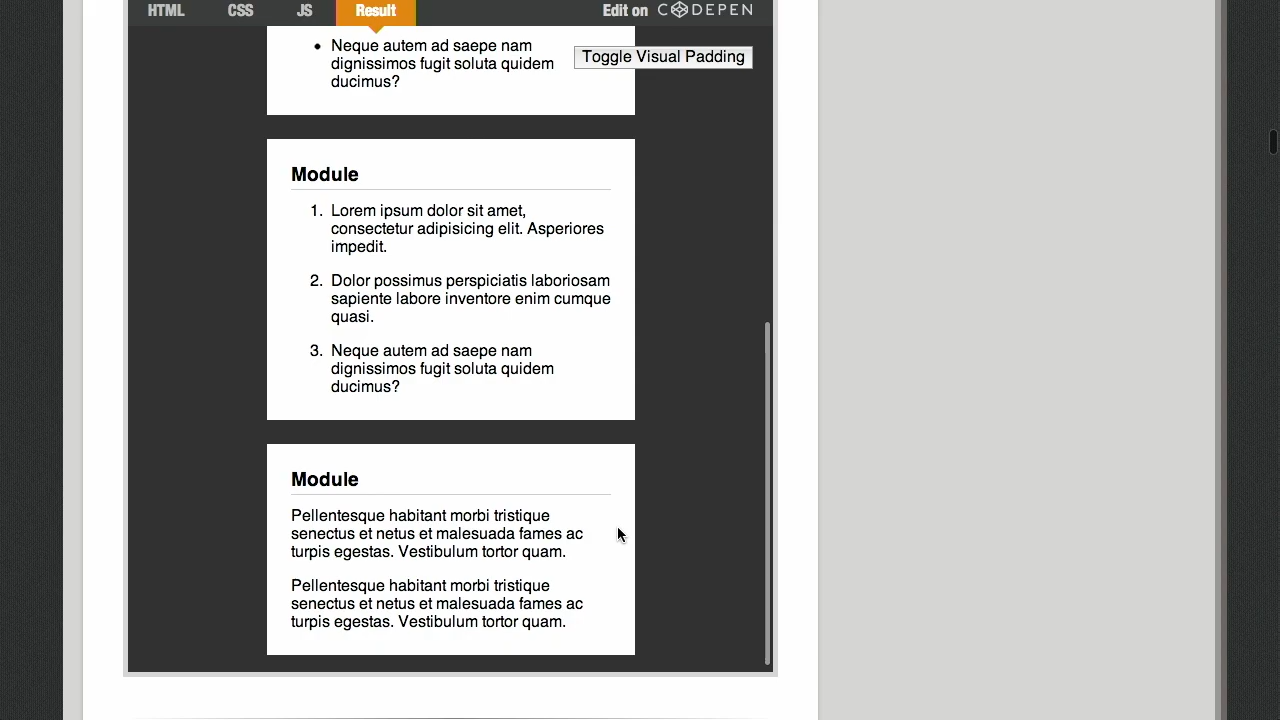 HTML CSS JS Result Edit on CODEPEN
• Neque autem ad saepe nam
dignissimos fugit soluta quidem
ducimus?
Toggle Visual Padding
Module
1. Lorem ipsum dolor sit amet,
consectetur adipisicing elit. Asperiores
impedit.
2. Dolor possimus perspiciatis laboriosam
sapiente labore inventore enim cumque
quasi.
3. Neque autem ad saepe nam
dignissimos fugit soluta quidem
ducimus?
Module
Pellentesque habitant morbi tristique
senectus et netus et malesuada fames ac
turpis egestas. Vestibulum tortor quam.
Pellentesque habitant morbi tristique
senectus et netus et malesuada fames ac
turpis egestas. Vestibulum tortor quam.